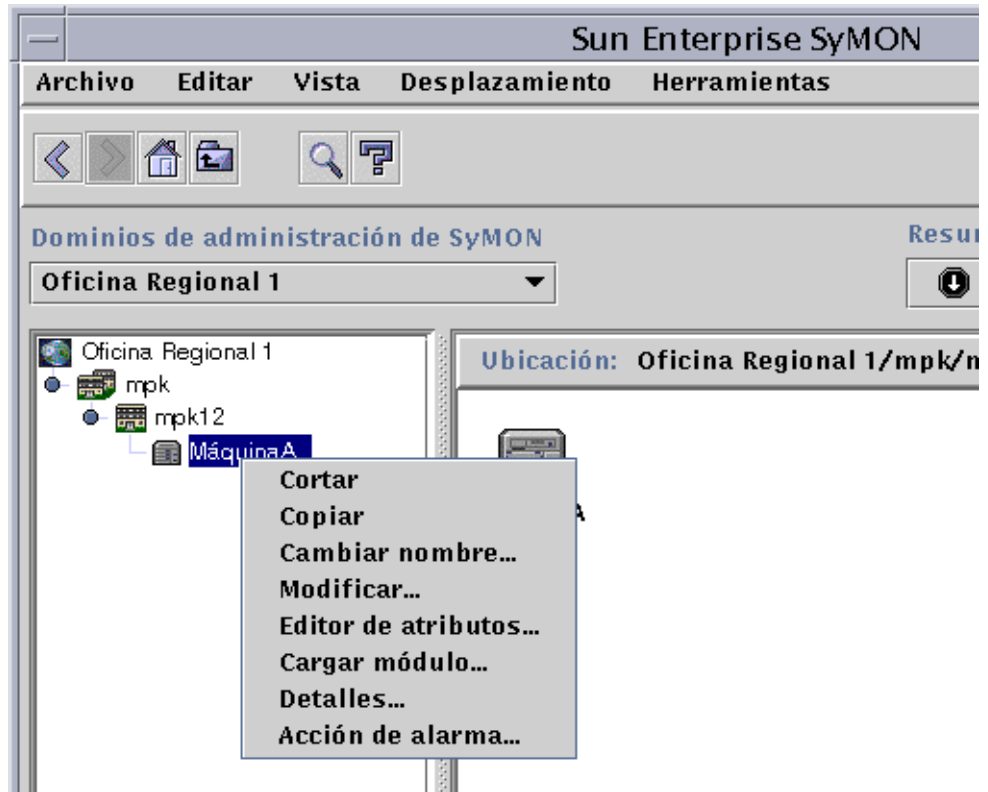 Sun Enterprise SyMON
Archivo Editar Vista Desplazamiento Herramientas
Dominios de administración de SyMON
Oficina Regional 1
Oficina Regional 1
mpk
mpk12
MáquinaA
Ubicación: Oficina Regional 1/mpk/
Cortar
Copiar
Cambiar nombre...
Modificar...
Editor de atributos...
Cargar módulo...
Detalles...
Acción de alarma...